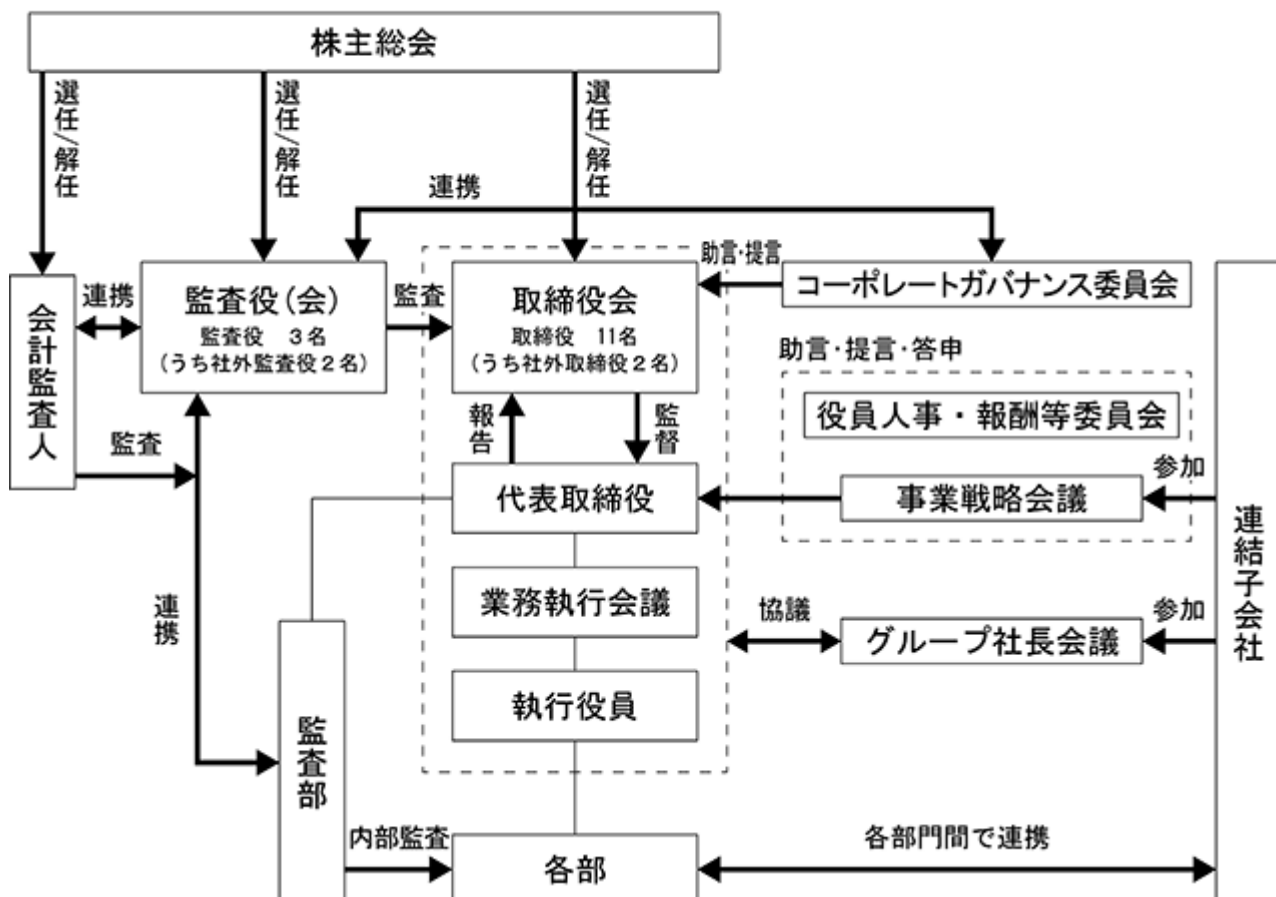 株主総会
選任/解任
選任/解任
選任/解任
連携
助言・提言
会計監査人
連携
監査役(会)
監査役 3名
(うち社外監査役2名)
監査
取締役会
取締役 11名
(うち社外取締役2名)
コーポレートガバナンス委員会
助言・提言・答申
役員人事・報酬等委員会
報告
監督
監査
代表取締役
事業戦略会議
参加
連結子会社
連携
業務執行会議
協議
グループ社長会議
参加
執行役員
監査部
内部監査
各部
各部門間で連携